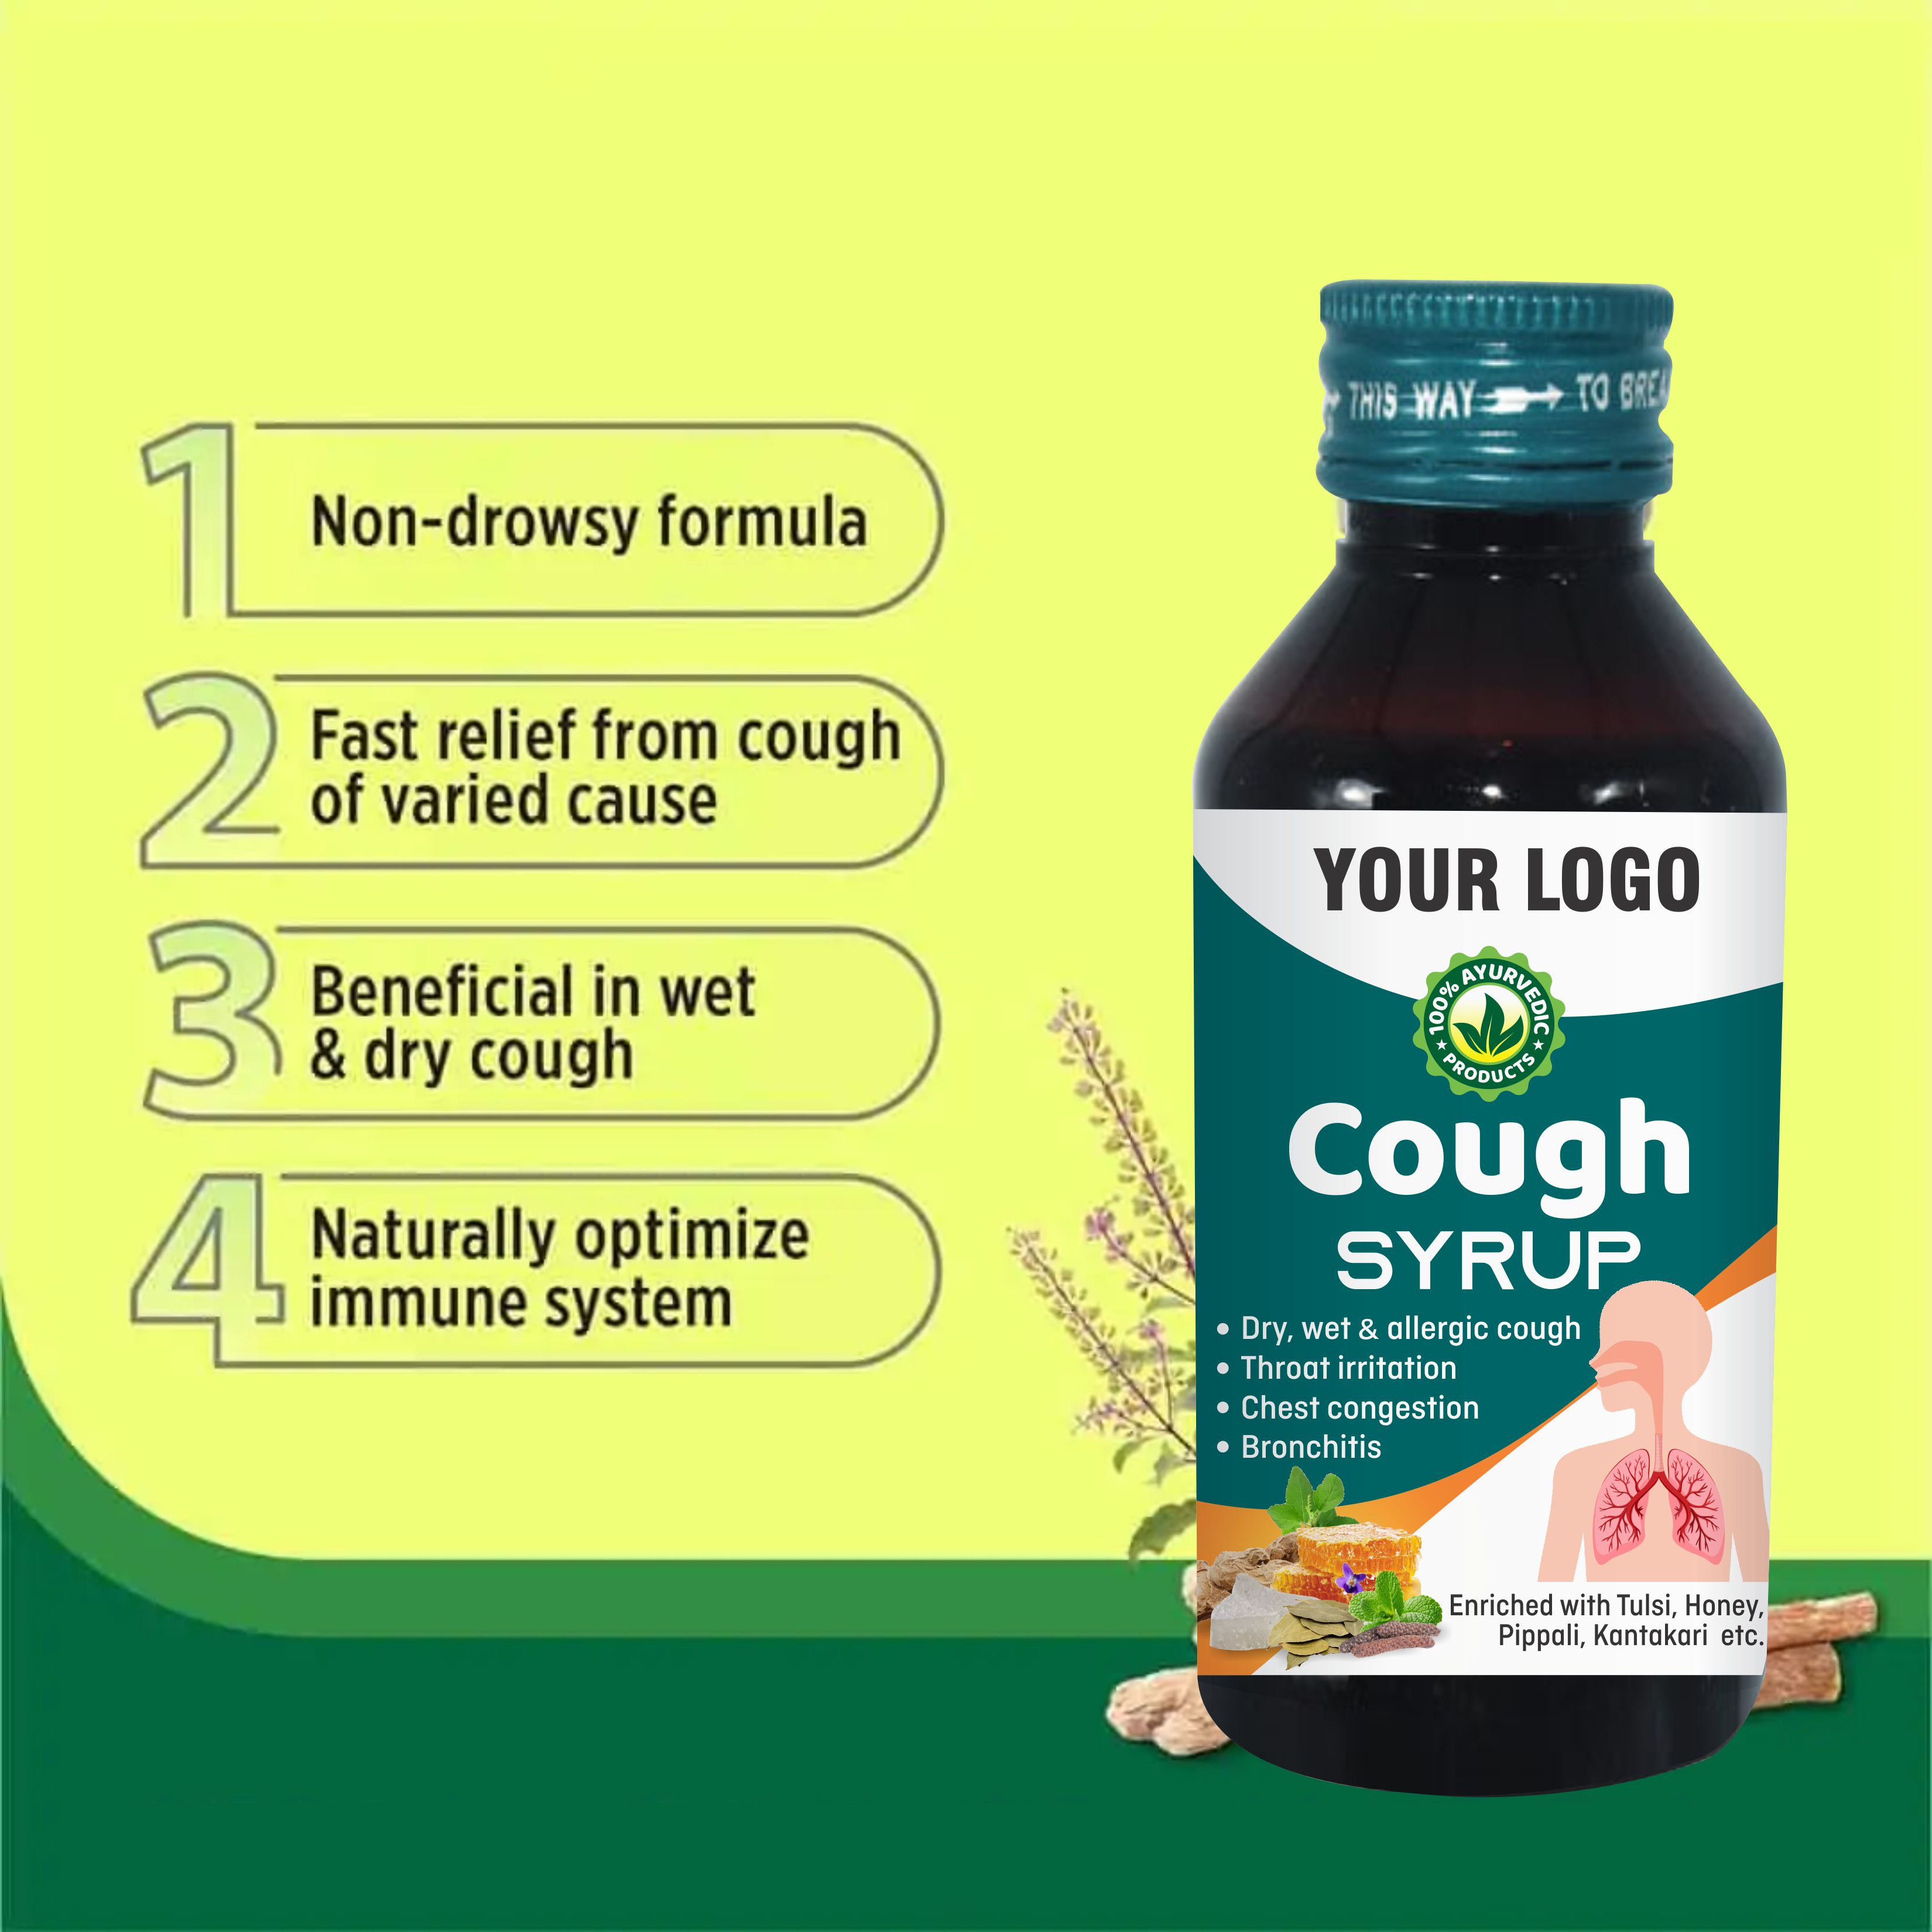 1
Non-drowsy formula
2
Fast relief from cough
of varied cause
3
Beneficial in wet
& dry cough
4
Naturally optimize
immune system
THIS WAY TO BREA
YOUR LOGO
100% AYURVEDIC
PRODUCTS
Cough
SYRUP
• Dry, wet & allergic cough
• Throat irritation
• Chest congestion
• Bronchitis
Enriched with Tulsi, Honey,
Pippali, Kantakari etc.